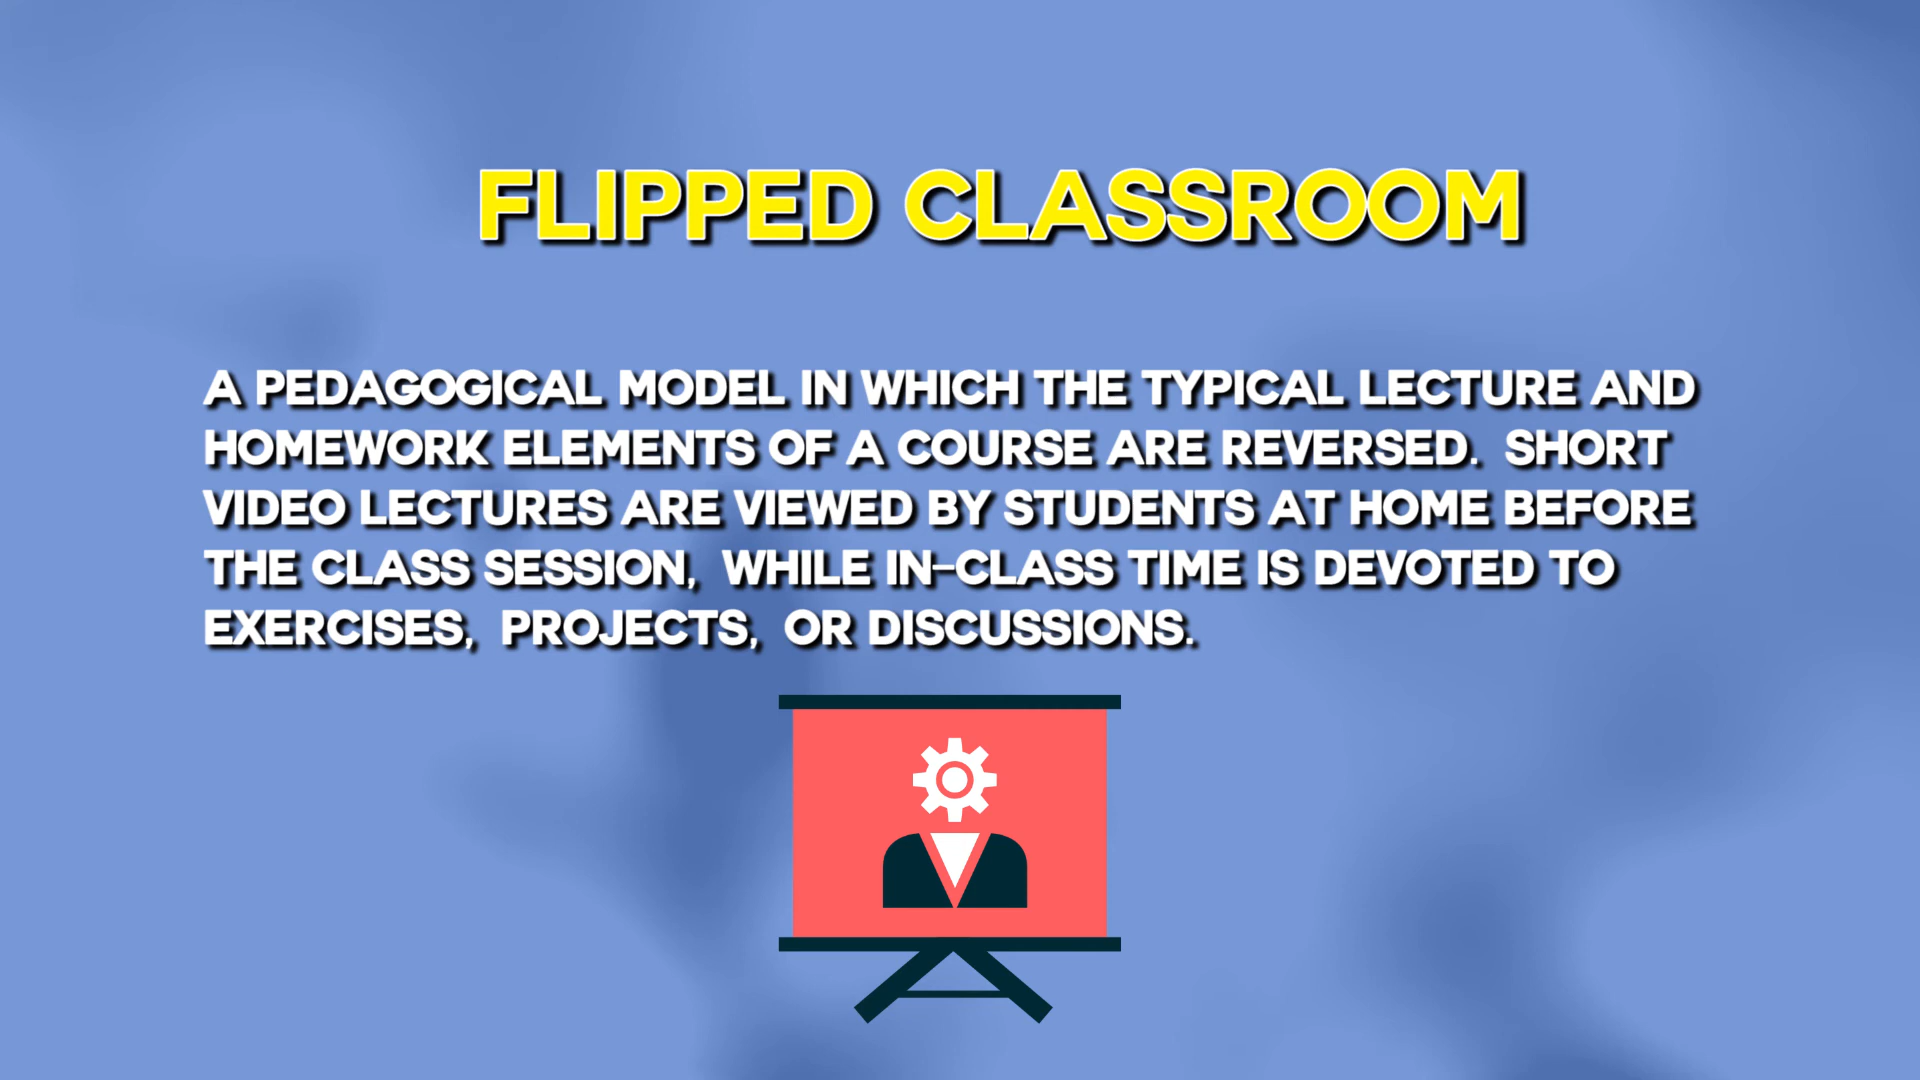 FLIPPED CLASSROOM
A PEDAGOGICAL MODEL IN WHICH THE TYPICAL LECTURE AND
HOMEWORK ELEMENTS OF A COURSE ARE REVERSED. SHORT
VIDEO LECTURES ARE VIEWED BY STUDENTS AT HOME BEFORE
THE CLASS SESSION, WHILE IN-CLASS TIME IS DEVOTED TO
EXERCISES, PROJECTS, OR DISCUSSIONS.